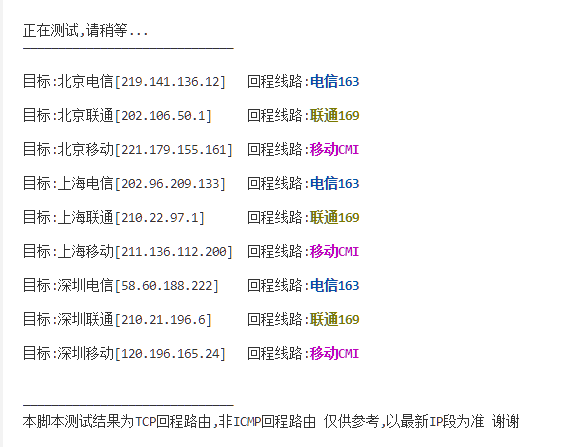 正在测试,请稍等...
——————————————————————————————
目标:北京电信[219.141.136.12] 回程线路:电信163
目标:北京联通[202.106.50.1] 回程线路:联通169
目标:北京移动[221.179.155.161] 回程线路:移动CMI
目标:上海电信[202.96.209.133] 回程线路:电信163
目标:上海联通[210.22.97.1] 回程线路:联通169
目标:上海移动[211.136.112.200] 回程线路:移动CMI
目标:深圳电信[58.60.188.222] 回程线路:电信163
目标:深圳联通[210.21.196.6] 回程线路:联通169
目标:深圳移动[120.196.165.24] 回程线路:移动CMI
——————————————————————————————
本脚本测试结果为TCP回程路由,非ICMP回程路由 仅供参考,以最新IP段为准 谢谢